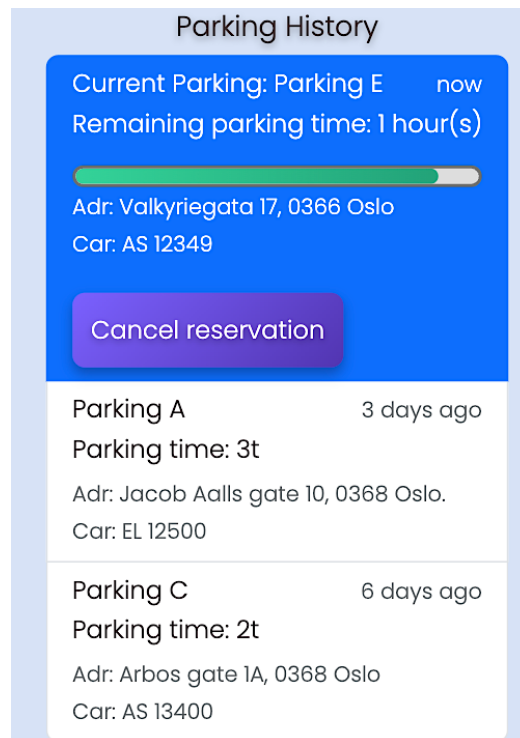 Parking History
Current Parking: Parking E now
Remaining parking time: 1 hour(s)
Adr: Valkyriegata 17, 0366 Oslo
Car: AS 12349
Cancel reservation
Parking A 3 days ago
Parking time: 3t
Adr: Jacob Aalls gate 10, 0368 Oslo.
Car: EL 12500
Parking C 6 days ago
Parking time: 2t
Adr: Arbos gate 1A, 0368 Oslo
Car: AS 13400